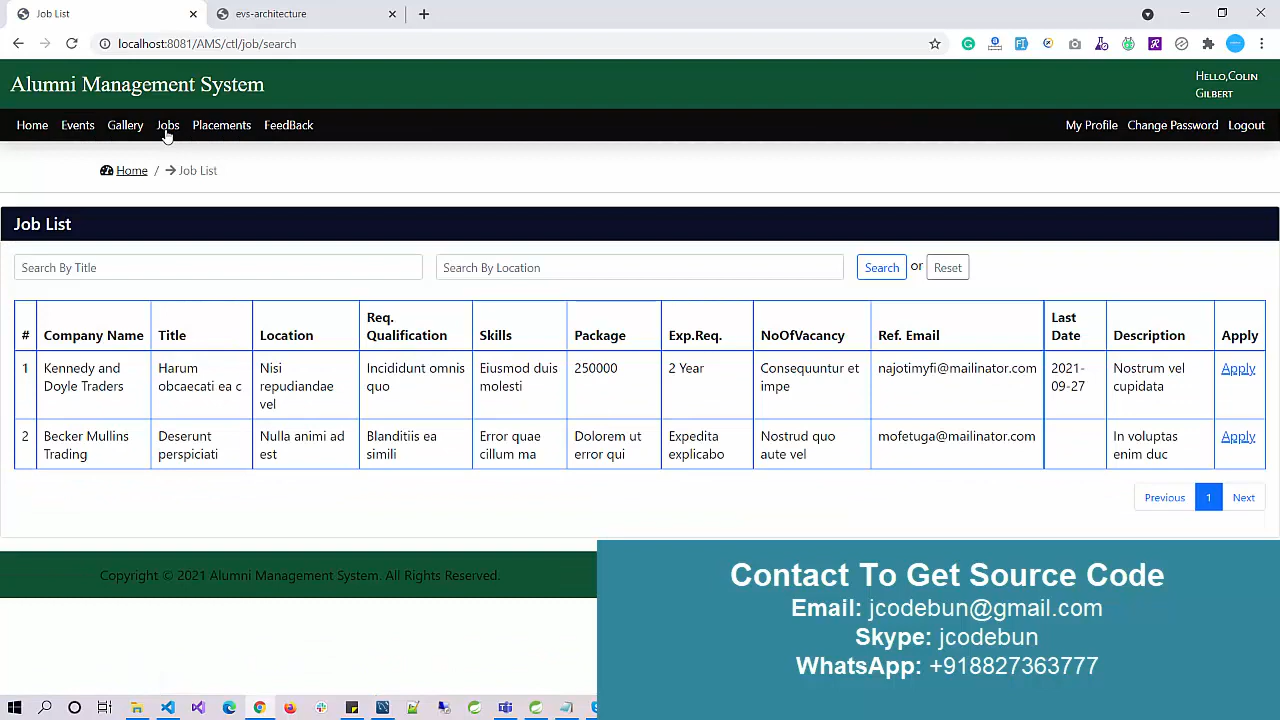 Job List
evs-architecture
localhost:8081/AMS/ctl/job/search
Alumni Management System
Hello,Colin
Gilbert
Home Events Gallery Jobs Placements FeedBack My Profile Change Password Logout
Home / Job List
Job List
Search By Title Search By Location Search or Reset
# Company Name Title Location Req. Qualification Skills Package Exp.Req. NoOfVacancy Ref. Email Last Date Description Apply
1 Kennedy and Doyle Traders Harum obcaecati ea c Nisi repudiandae vel Incididunt omnis quo Eiusmod duis molesti 250000 2 Year Consequuntur et impe najotimyfi@mailinator.com 2021-09-27 Nostrum vel cupidata Apply
2 Becker Mullins Trading Deserunt perspiciati Nulla animi ad est Blanditiis ea simili Error quae cillum ma Dolorem ut error qui Expedita explicabo Nostrud quo aute vel mofetuga@mailinator.com In voluptas enim duc Apply
Previous 1 Next
Copyright © 2021 Alumni Management System. All Rights Reserved.
Contact To Get Source Code
Email: jcodebun@gmail.com
Skype: jcodebun
WhatsApp: +918827363777